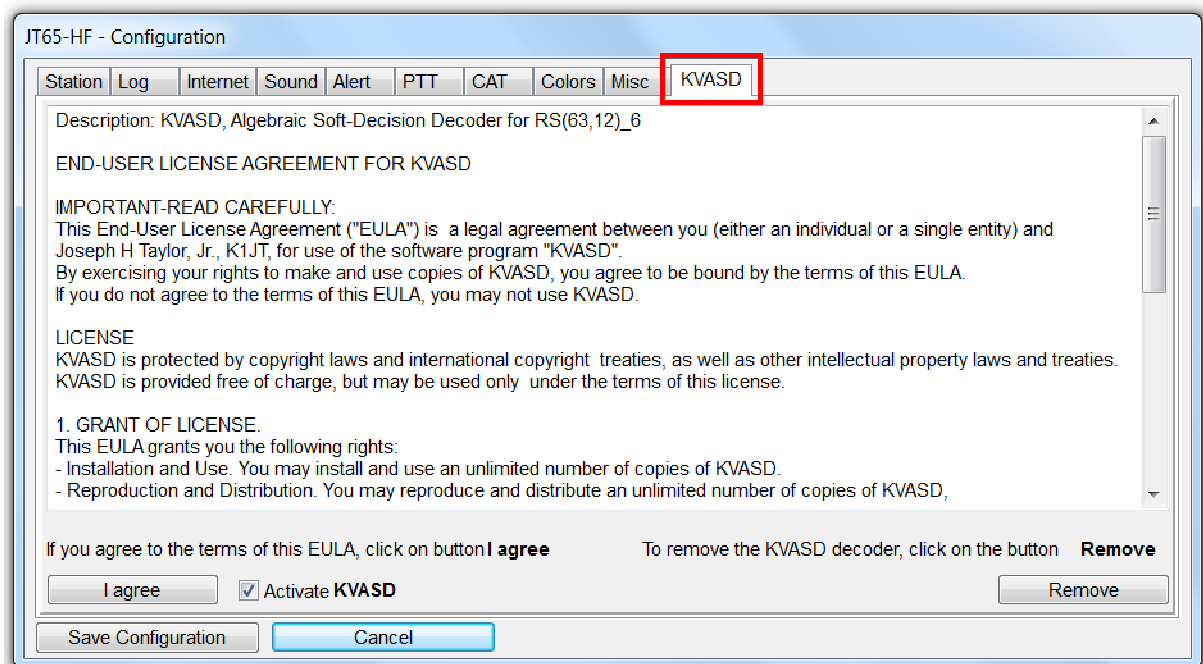 JT65-HF - Configuration
Station Log Internet Sound Alert PTT CAT Colors Misc KVASD
Description: KVASD, Algebraic Soft-Decision Decoder for RS(63,12)_6
END-USER LICENSE AGREEMENT FOR KVASD
IMPORTANT-READ CAREFULLY:
This End-User License Agreement ("EULA") is a legal agreement between you (either an individual or a single entity) and
Joseph H Taylor, Jr., K1JT, for use of the software program "KVASD".
By exercising your rights to make and use copies of KVASD, you agree to be bound by the terms of this EULA.
If you do not agree to the terms of this EULA, you may not use KVASD.
LICENSE
KVASD is protected by copyright laws and international copyright treaties, as well as other intellectual property laws and treaties.
KVASD is provided free of charge, but may be used only under the terms of this license.
1. GRANT OF LICENSE.
This EULA grants you the following rights:
- Installation and Use. You may install and use an unlimited number of copies of KVASD.
- Reproduction and Distribution. You may reproduce and distribute an unlimited number of copies of KVASD,
If you agree to the terms of this EULA, click on button I agree To remove the KVASD decoder, click on the button Remove
I agree Activate KVASD Remove
Save Configuration Cancel